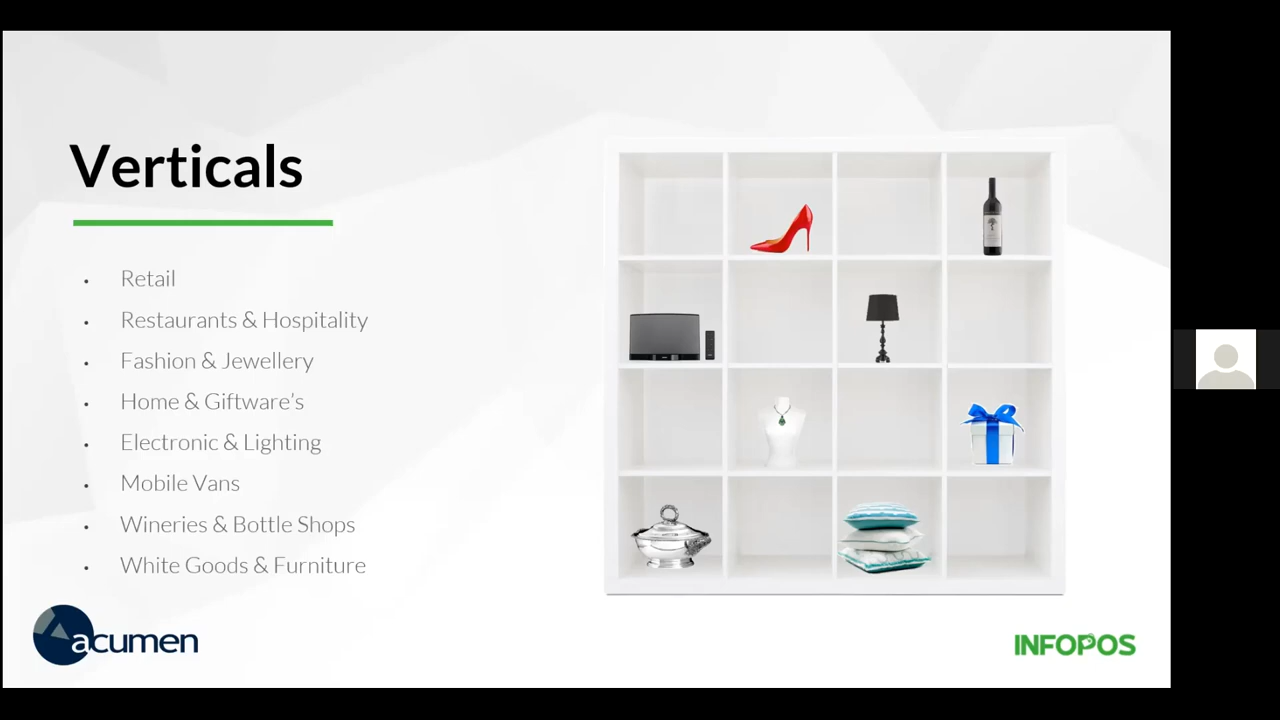 Verticals
• Retail
• Restaurants & Hospitality
• Fashion & Jewellery
• Home & Giftware's
• Electronic & Lighting
• Mobile Vans
• Wineries & Bottle Shops
• White Goods & Furniture
acumen
INFOPOS